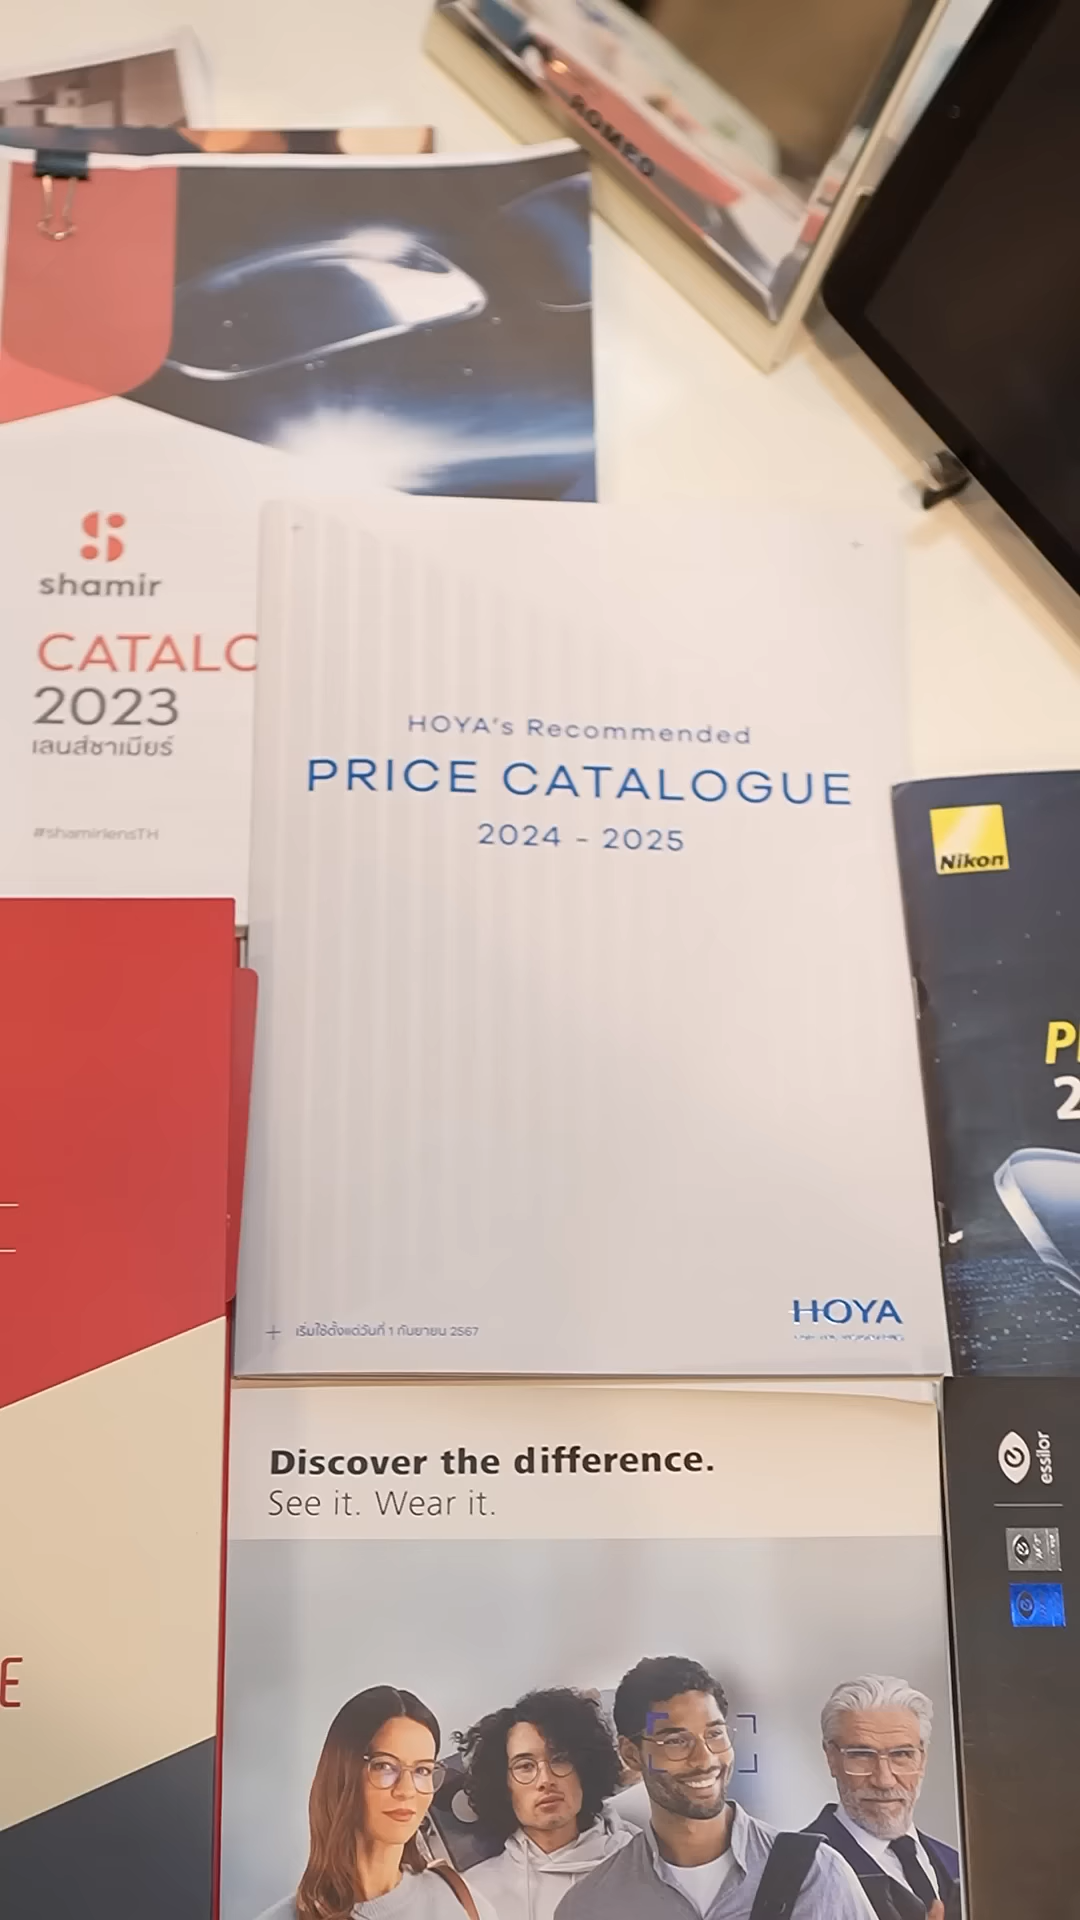 ROMEO
shamir
CATALO
2023
เลนส์ชาเมียร์
#shamirlensTH
HOYA's Recommended
PRICE CATALOGUE
2024 - 2025
เริ่มใช้ตั้งแต่วันที่ 1 กันยายน 2567
HOYA
Nikon
P
2
Discover the difference.
See it. Wear it.
essilor
E